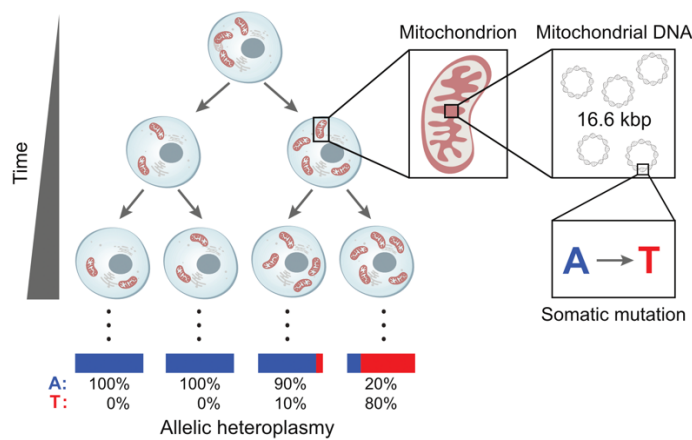 Mitochondrion
Mitochondrial DNA
16.6 kbp
Time
A → T
Somatic mutation
A: 100% 100% 90% 20%
T: 0% 0% 10% 80%
Allelic heteroplasmy